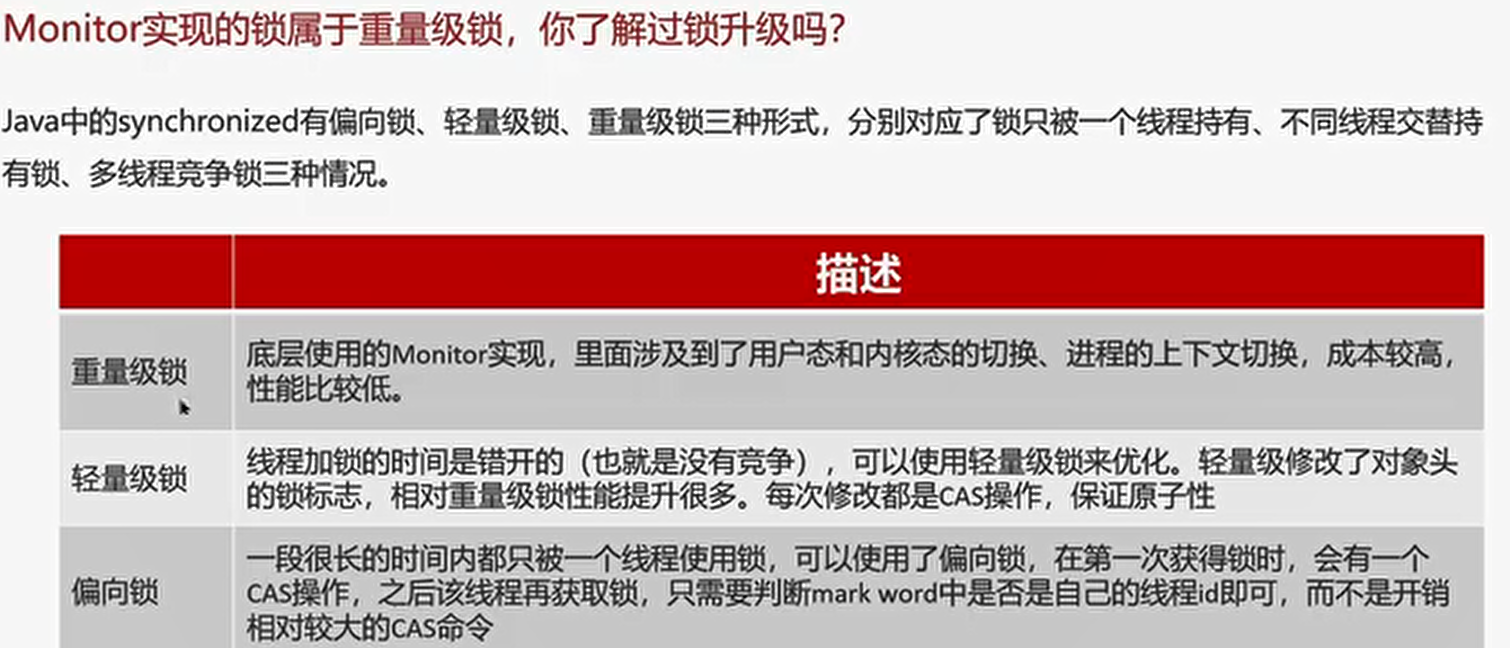 Monitor实现的锁属于重量级锁，你了解过锁升级吗？
Java中的synchronized有偏向锁、轻量级锁、重量级锁三种形式，分别对应了锁只被一个线程持有、不同线程交替持
有锁、多线程竞争锁三种情况。
描述
重量级锁
底层使用的Monitor实现，里面涉及到了用户态和内核态的切换、进程的上下文切换，成本较高，
性能比较低。
轻量级锁
线程加锁的时间是错开的（也就是没有竞争），可以使用轻量级锁来优化。轻量级修改了对象头
的锁标志，相对重量级锁性能提升很多。每次修改都是CAS操作，保证原子性
偏向锁
一段很长的时间内都只被一个线程使用锁，可以使用了偏向锁，在第一次获得锁时，会有一个
CAS操作，之后该线程再获取锁，只需要判断mark word中是否是自己的线程id即可，而不是开销
相对较大的CAS命令